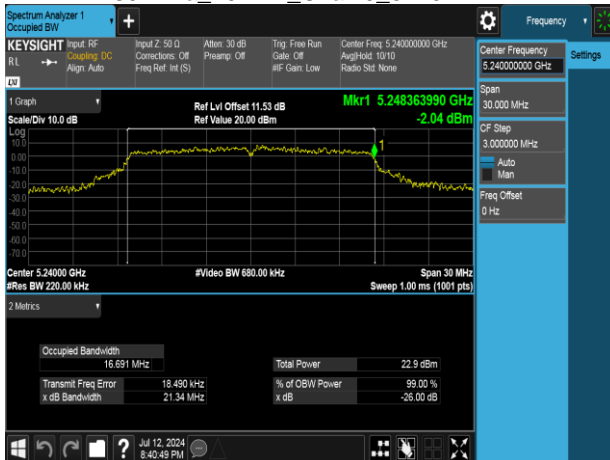 Spectrum Analyzer 1
Occupied BW
Frequency
KEYSIGHT
Input: RF
Coupling: DC
Align: Auto
RL
LXI
Input Z: 50 Ω
Corrections: Off
Freq Ref: Int (S)
Atten: 30 dB
Preamp: Off
Trig: Free Run
Gate: Off
#IF Gain: Low
Center Freq: 5.240000000 GHz
Avg|Hold: 10/10
Radio Std: None
Center Frequency
5.240000000 GHz
Settings
Span
30.000 MHz
CF Step
3.000000 MHz
Auto
Man
Freq Offset
0 Hz
1 Graph
Scale/Div 10.0 dB
Ref Lvl Offset 11.53 dB
Ref Value 20.00 dBm
Mkr1 5.248363990 GHz
-2.04 dBm
Log
10.0
0.00
-10.0
-20.0
-30.0
-40.0
-50.0
-60.0
-70.0
1
Center 5.24000 GHz
#Res BW 220.00 kHz
#Video BW 680.00 kHz
Span 30 MHz
Sweep 1.00 ms (1001 pts)
2 Metrics
Occupied Bandwidth
16.691 MHz
Total Power 22.9 dBm
Transmit Freq Error 18.490 kHz
% of OBW Power 99.00 %
x dB Bandwidth 21.34 MHz
x dB -26.00 dB
?
Jul 12, 2024
8:40:49 PM